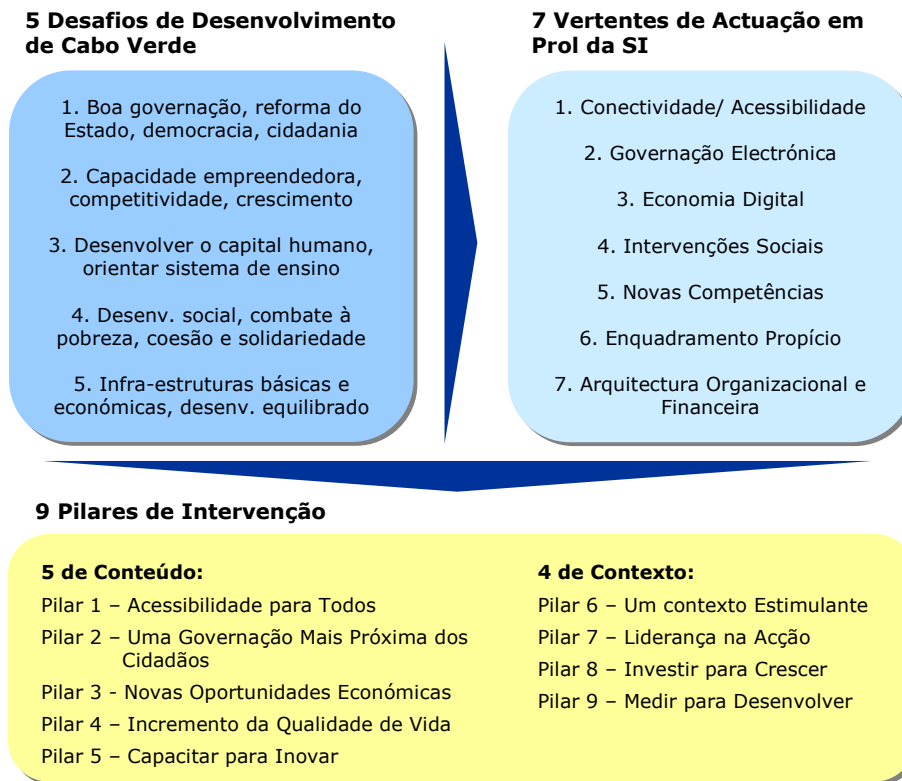 5 Desafios de Desenvolvimento
de Cabo Verde
1. Boa governação, reforma do
Estado, democracia, cidadania
2. Capacidade empreendedora,
competitividade, crescimento
3. Desenvolver o capital humano,
orientar sistema de ensino
4. Desenv. social, combate à
pobreza, coesão e solidariedade
5. Infra-estruturas básicas e
económicas, desenv. equilibrado
7 Vertentes de Actuação em
Prol da SI
1. Conectividade/ Acessibilidade
2. Governação Electrónica
3. Economia Digital
4. Intervenções Sociais
5. Novas Competências
6. Enquadramento Propício
7. Arquitectura Organizacional e
Financeira
9 Pilares de Intervenção
5 de Conteúdo:
Pilar 1 – Acessibilidade para Todos
Pilar 2 – Uma Governação Mais Próxima dos
Cidadãos
Pilar 3 - Novas Oportunidades Económicas
Pilar 4 – Incremento da Qualidade de Vida
Pilar 5 – Capacitar para Inovar
4 de Contexto:
Pilar 6 – Um contexto Estimulante
Pilar 7 – Liderança na Acção
Pilar 8 – Investir para Crescer
Pilar 9 – Medir para Desenvolver